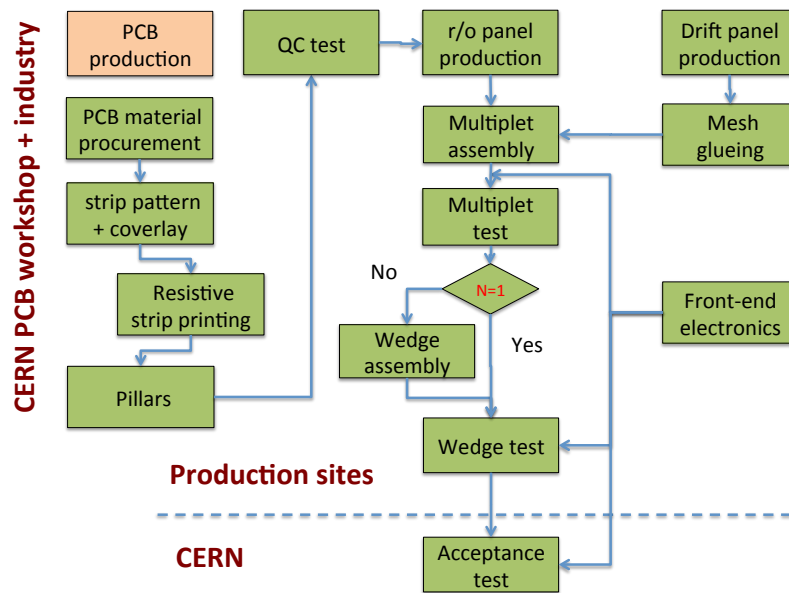 CERN PCB workshop + industry
PCB
production
PCB material
procurement
strip pattern
+ coverlay
Resistive
strip printing
Pillars
QC test
r/o panel
production
Drift panel
production
Multiplet
assembly
Mesh
glueing
Multiplet
test
No
N=1
Yes
Front-end
electronics
Wedge
assembly
Wedge test
Production sites
CERN
Acceptance
test